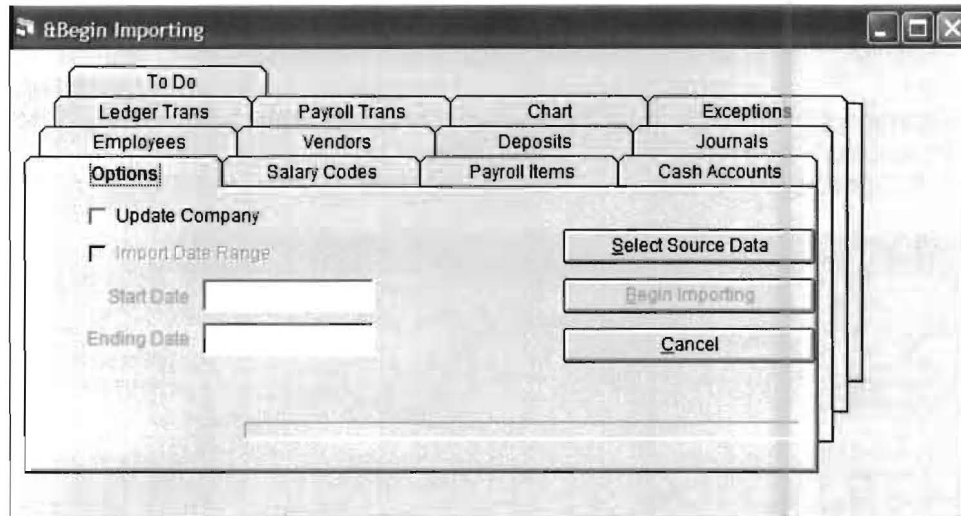 &Begin Importing
To Do
Ledger Trans Payroll Trans Chart Exceptions
Employees Vendors Deposits Journals
Options Salary Codes Payroll Items Cash Accounts
Update Company
Import Date Range
Start Date
Ending Date
Select Source Data
Begin Importing
Cancel